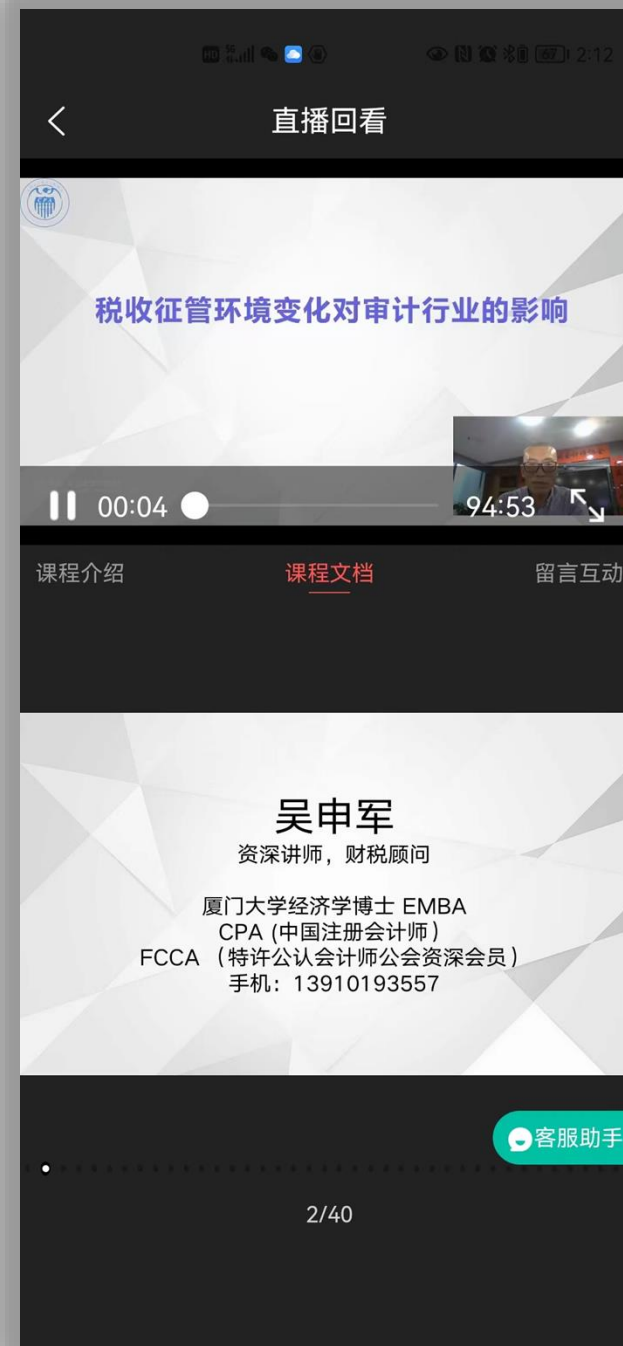 2:12
直播回看
税收征管环境变化对审计行业的影响
00:04
94:53
课程介绍
课程文档
留言互动
吴申军
资深讲师，财税顾问
厦门大学经济学博士 EMBA
CPA (中国注册会计师）
FCCA （特许公认会计师公会资深会员）
手机：13910193557
客服助手
2/40